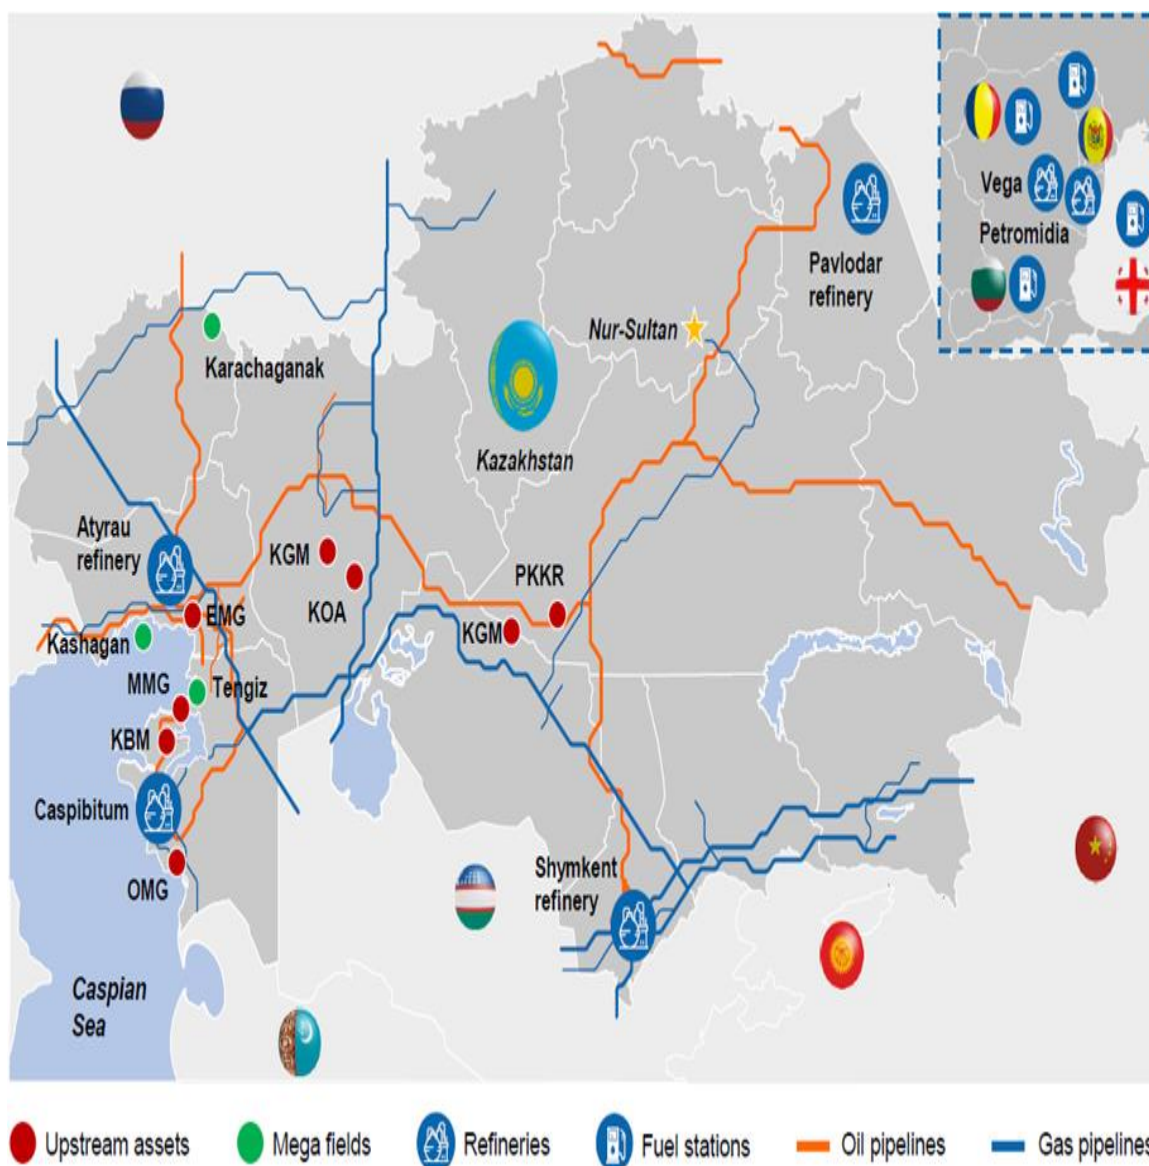 Vega
Petromidia
Pavlodar
refinery
Nur-Sultan
Karachaganak
Kazakhstan
Atyrau
refinery
KGM
PKKR
EMG
KOA
KGM
Kashagan
MMG
Tengiz
KBM
Caspibitum
OMG
Shymkent
refinery
Caspian
Sea
Upstream assets
Mega fields
Refineries
Fuel stations
Oil pipelines
Gas pipelines